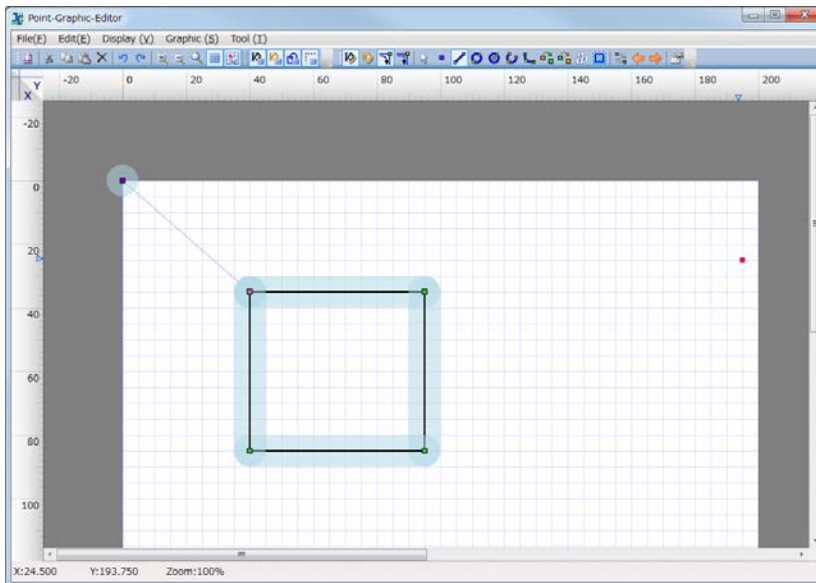 Point-Graphic-Editor
File(F) Edit(E) Display (V) Graphic (S) Tool (I)
Y -20 0 20 40 60 80 100 120 140 160 180 200
X
-20
0
20
40
60
80
100
X:24.500 Y:193.750 Zoom:100%